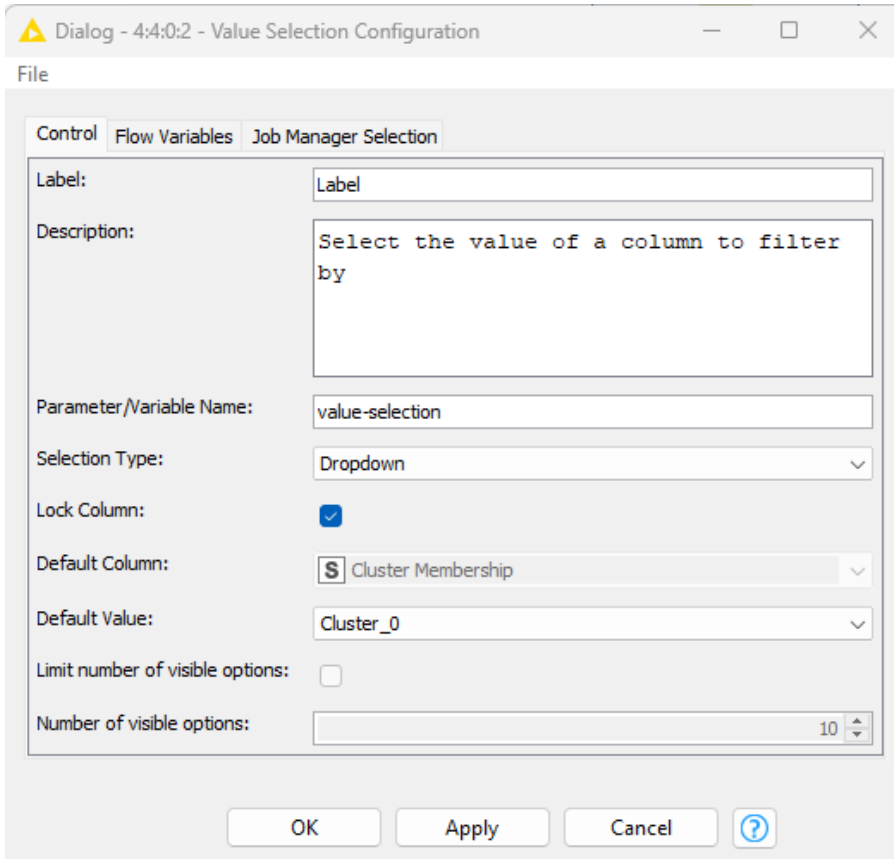 Dialog - 4:4:0:2 - Value Selection Configuration
File
Control Flow Variables Job Manager Selection
Label: Label
Description: Select the value of a column to filter
by
Parameter/Variable Name: value-selection
Selection Type: Dropdown
Lock Column:
Default Column: S Cluster Membership
Default Value: Cluster_0
Limit number of visible options:
Number of visible options: 10
OK Apply Cancel ?